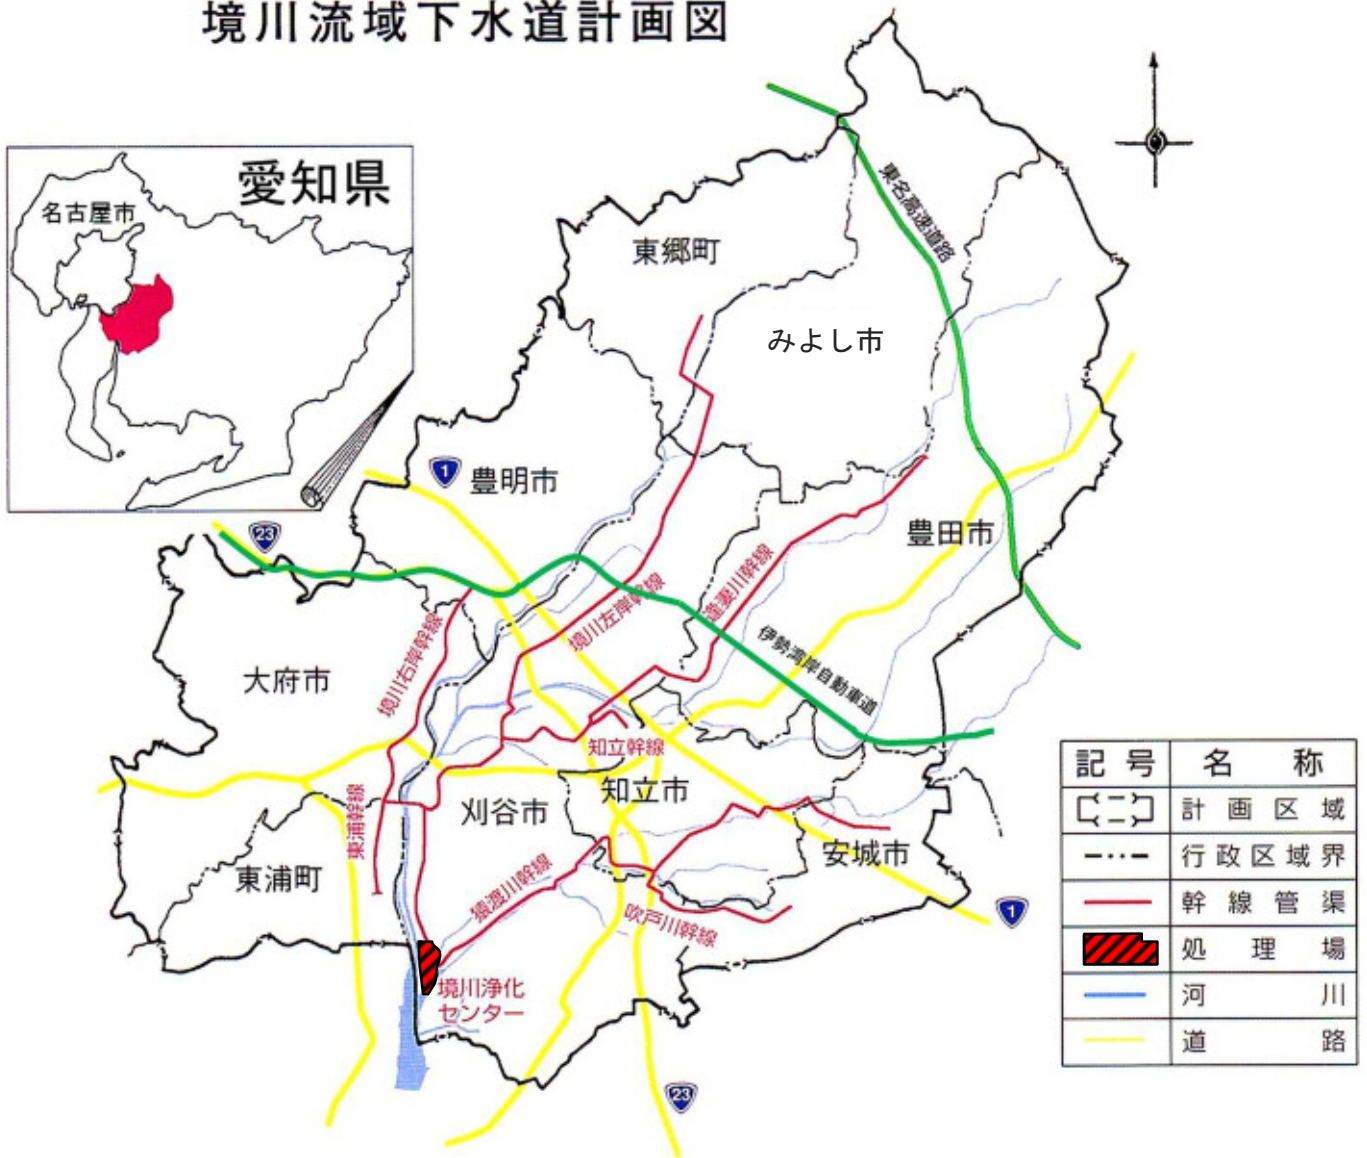 境川流域下水道計画図
愛知県
名古屋市
東郷町
東名高速道路
みよし市
1
豊明市
23
豊田市
境川右岸幹線
境川左岸幹線
逢妻川幹線
伊勢湾岸自動車道
大府市
知立幹線
知立市
刈谷市
東浦幹線
安城市
東浦町
猿渡川幹線
吹戸川幹線
1
境川浄化
センター
23
記号 名称
計画区域
行政区域界
幹線管渠
処理場
河川
道路